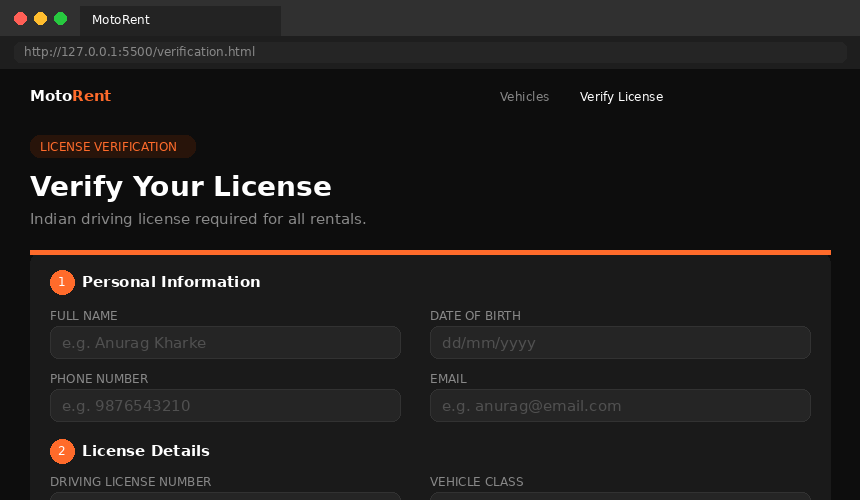 MotoRent
http://127.0.0.1:5500/verification.html
MotoRent Vehicles Verify License
LICENSE VERIFICATION
Verify Your License
Indian driving license required for all rentals.
1 Personal Information
FULL NAME DATE OF BIRTH
e.g. Anurag Kharke dd/mm/yyyy
PHONE NUMBER EMAIL
e.g. 9876543210 e.g. anurag@email.com
2 License Details
DRIVING LICENSE NUMBER VEHICLE CLASS